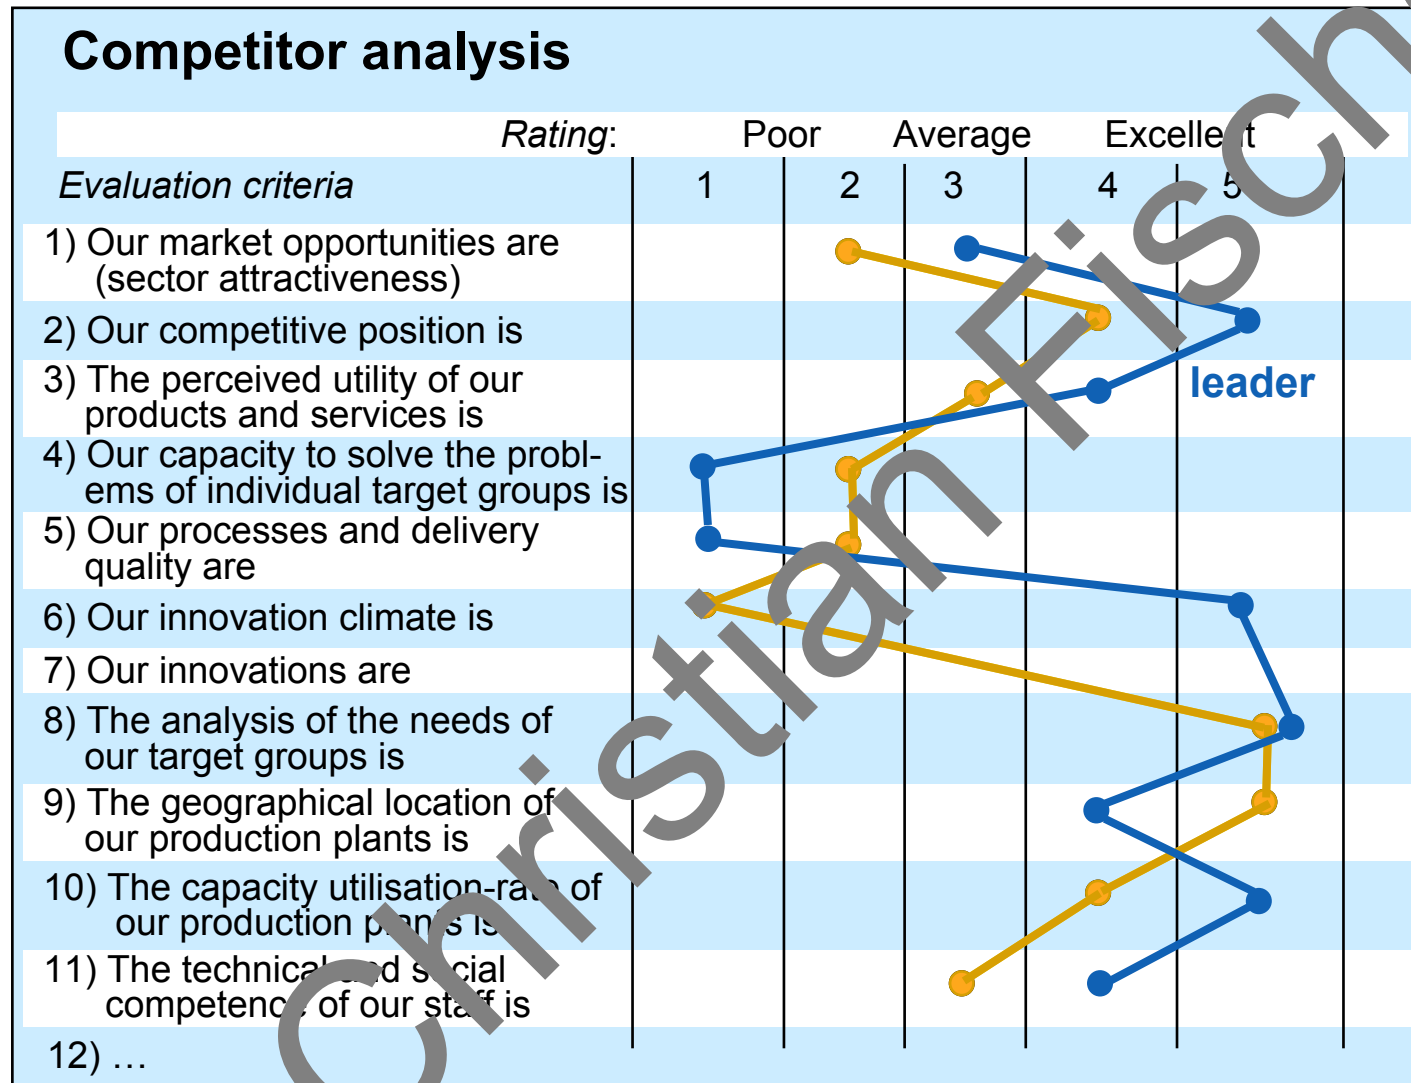 Competitor analysis
Rating: Poor Average Excellent
Evaluation criteria 1 2 3 4 5
1) Our market opportunities are
(sector attractiveness)
2) Our competitive position is
3) The perceived utility of our
products and services is
leader
4) Our capacity to solve the probl-
ems of individual target groups is
5) Our processes and delivery
quality are
6) Our innovation climate is
7) Our innovations are
8) The analysis of the needs of
our target groups is
9) The geographical location of
our production plants is
10) The capacity utilisation-rate of
our production plants is
11) The technical and social
competence of our staff is
12) …
Christian Fisch